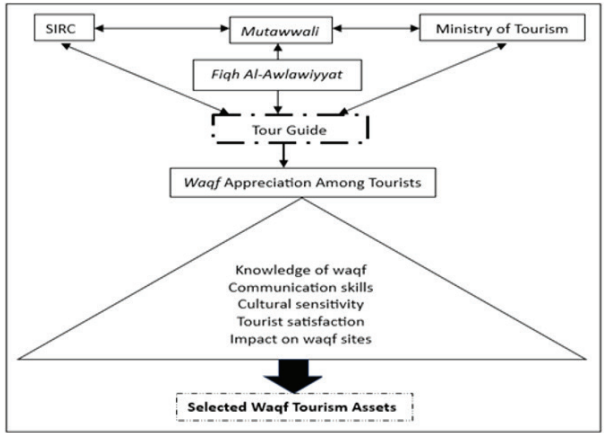 SIRC
Mutawwali
Ministry of Tourism
Fiqh Al-Awlawiyyat
Tour Guide
Waqf Appreciation Among Tourists
Knowledge of waqf
Communication skills
Cultural sensitivity
Tourist satisfaction
Impact on waqf sites
Selected Waqf Tourism Assets